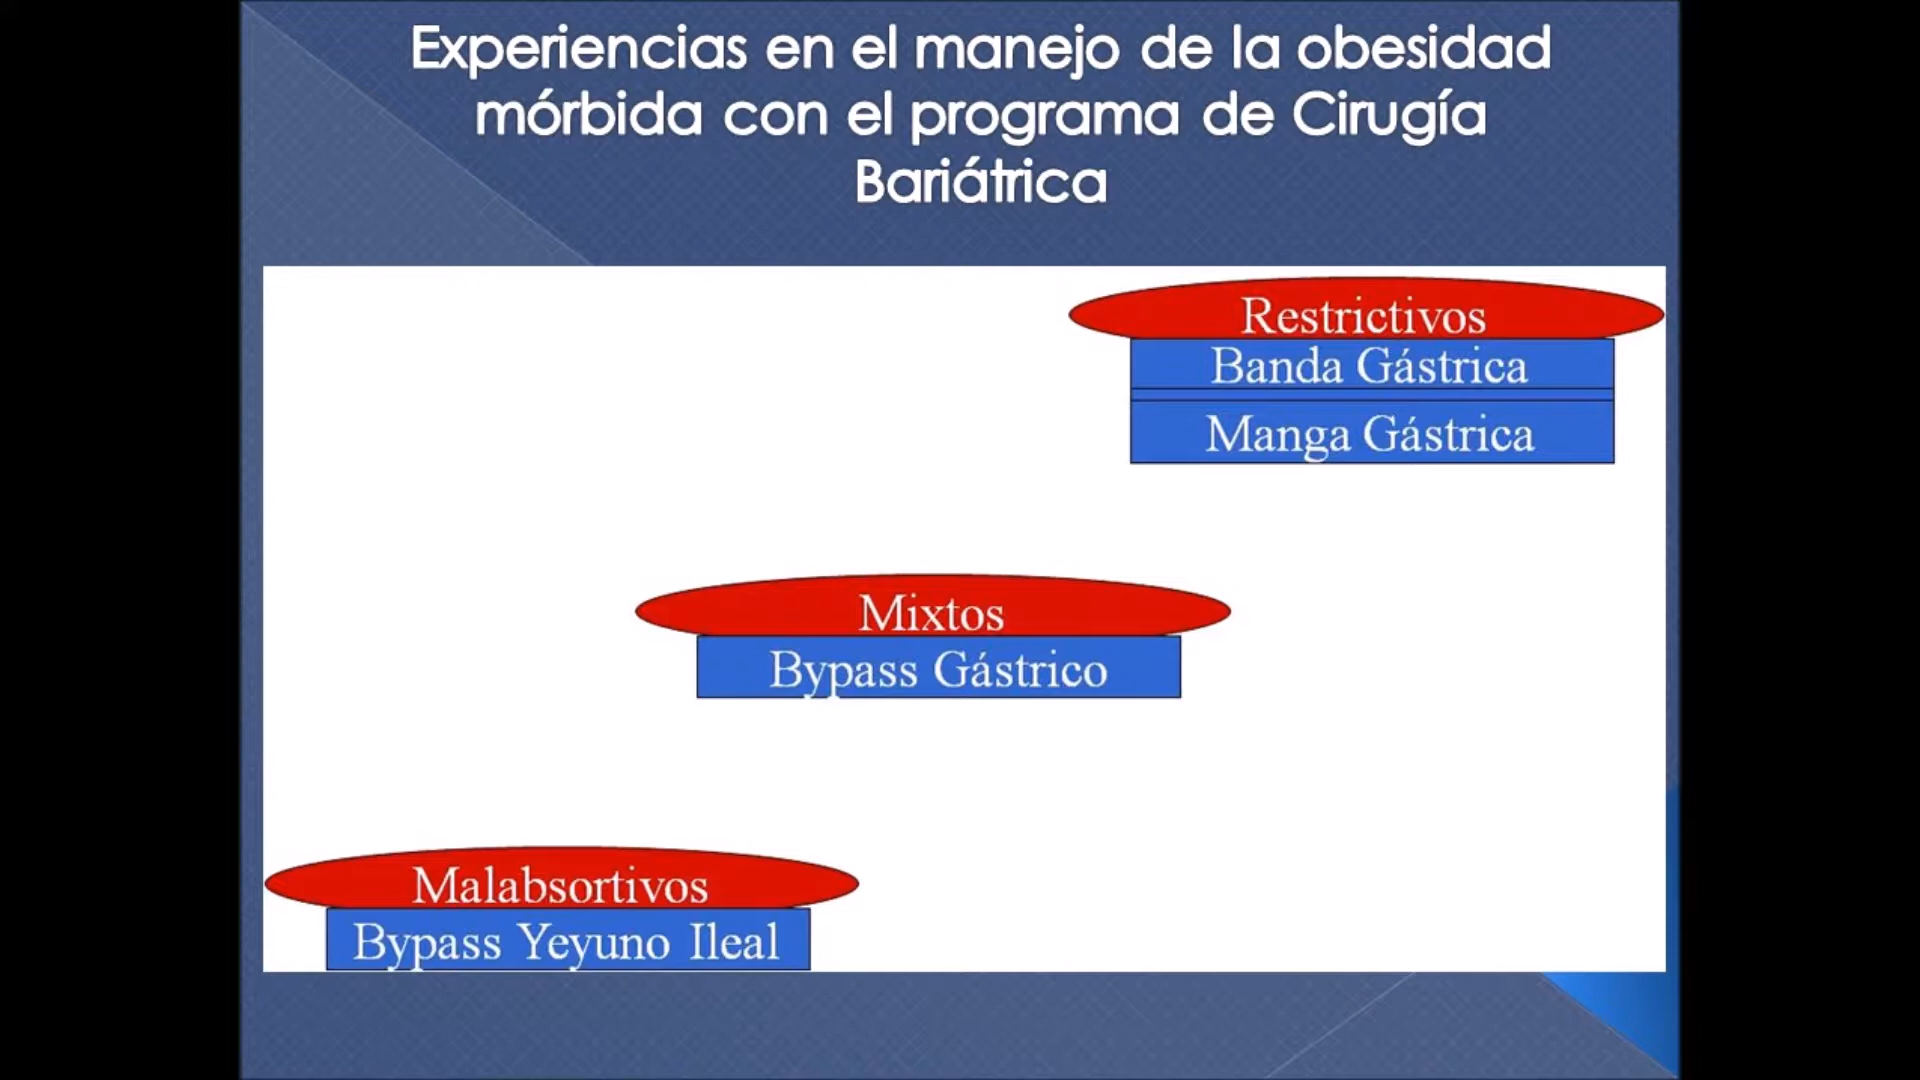 Experiencias en el manejo de la obesidad
mórbida con el programa de Cirugía
Bariátrica
Restrictivos
Banda Gástrica
Manga Gástrica
Mixtos
Bypass Gástrico
Malabsortivos
Bypass Yeyuno Ileal